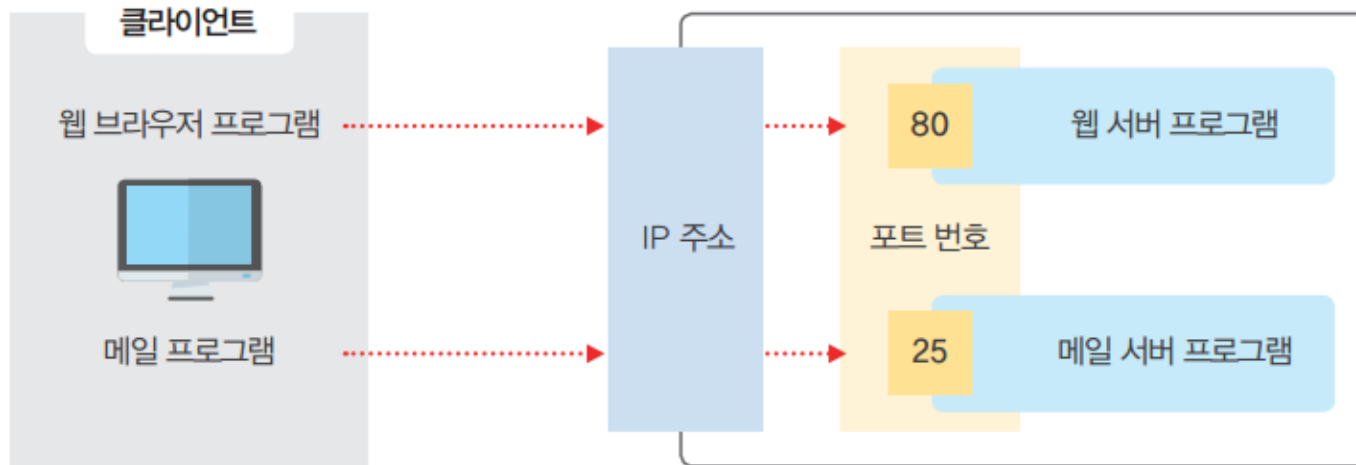 클라이언트
웹 브라우저 프로그램
80
웹 서버 프로그램
IP 주소
포트 번호
메일 프로그램
25
메일 서버 프로그램